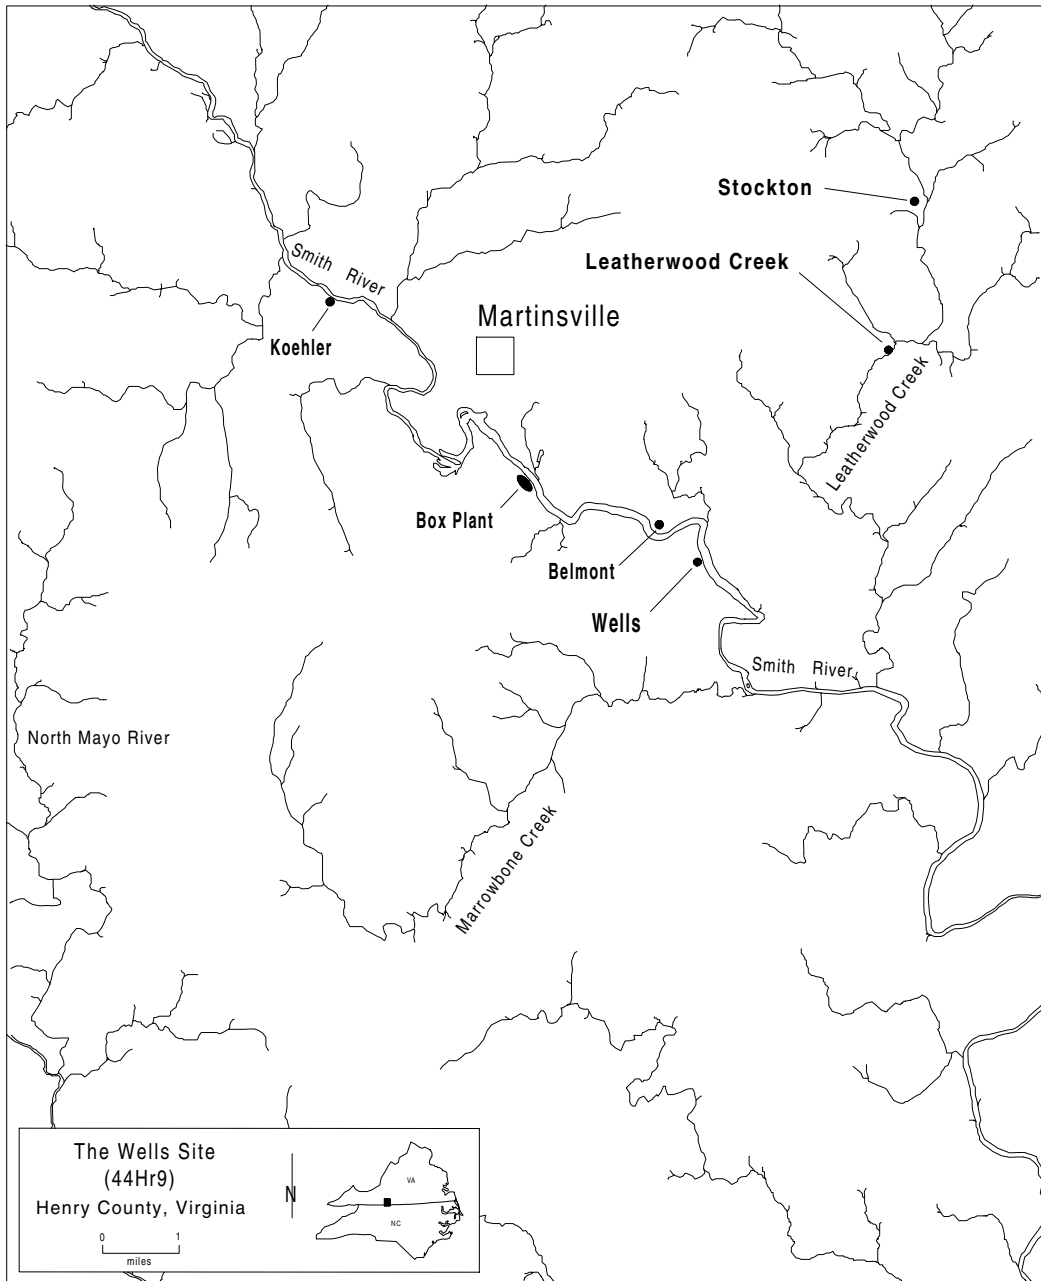 Stockton
Leatherwood Creek
Smith River
Martinsville
Koehler
Leatherwood Creek
Box Plant
Belmont
Wells
Smith River
North Mayo River
Marrowbone Creek
The Wells Site
(44Hr9)
Henry County, Virginia
0 1
miles
N
VA
NC